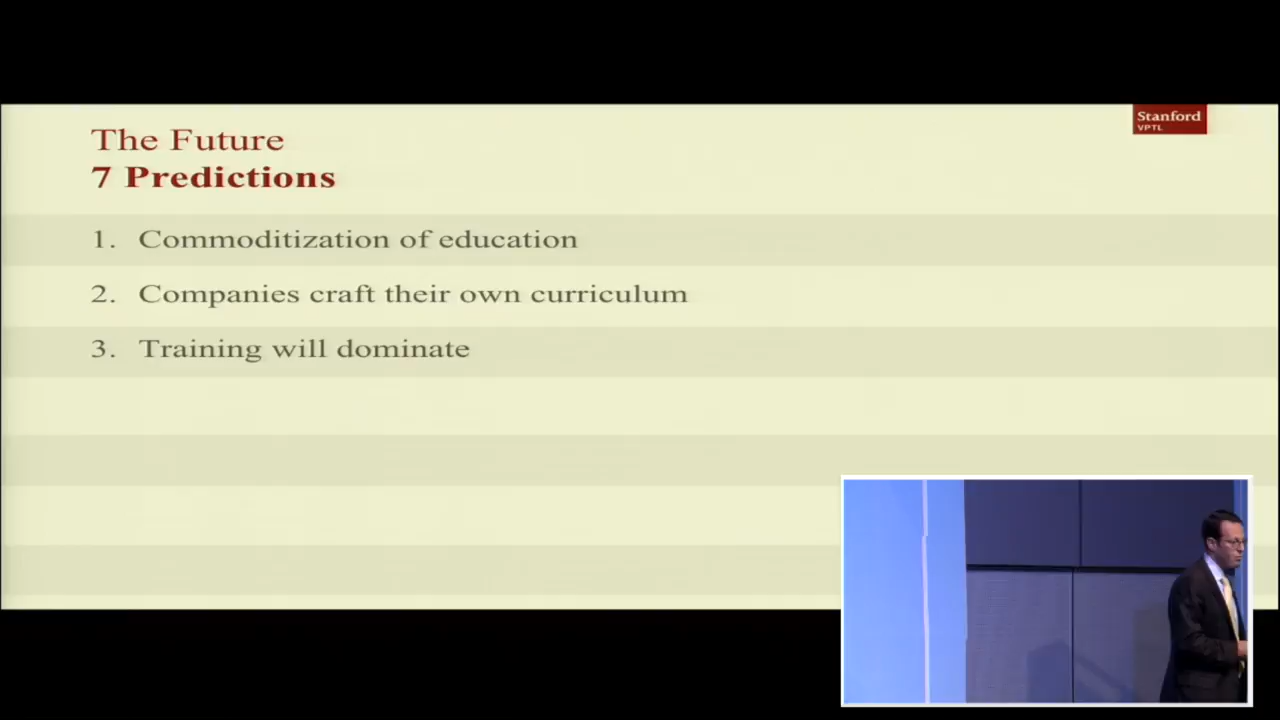 Stanford
VPTL
The Future
7 Predictions
1. Commoditization of education
2. Companies craft their own curriculum
3. Training will dominate